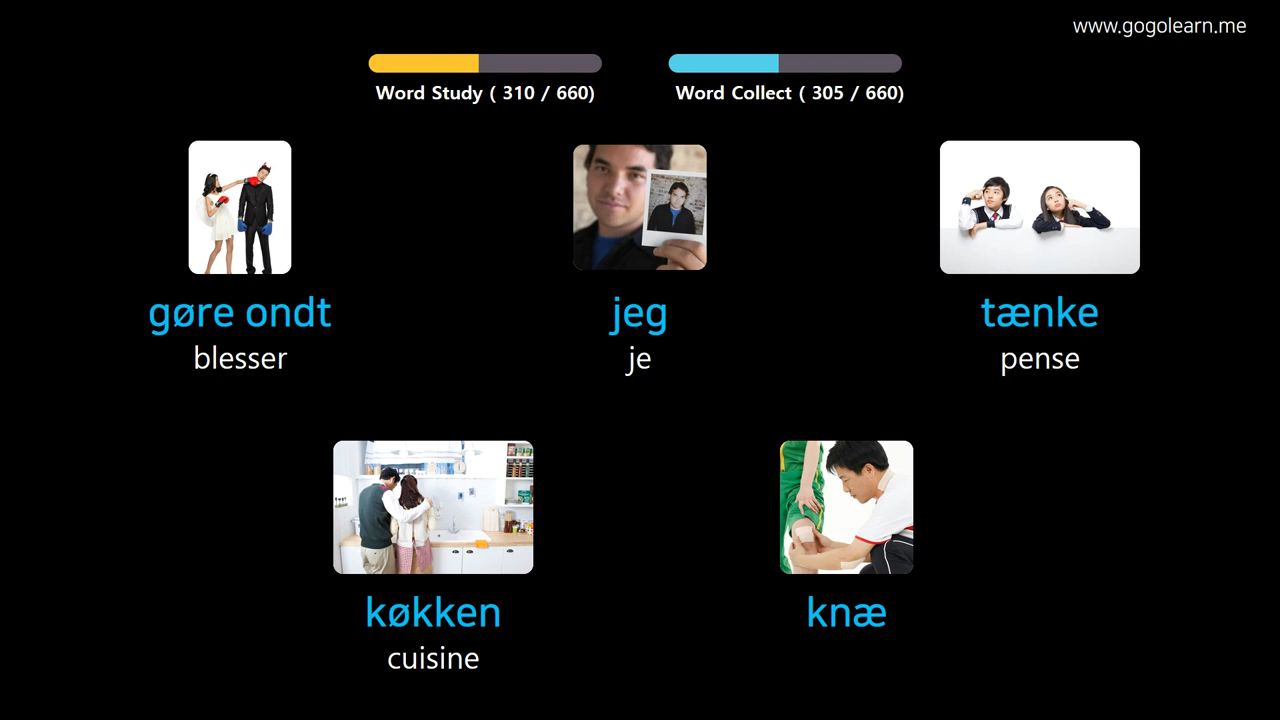 www.gogolearn.me
Word Study ( 310 / 660)
Word Collect ( 305 / 660)
gøre ondt
blesser
jeg
je
tænke
pense
køkken
cuisine
knæ